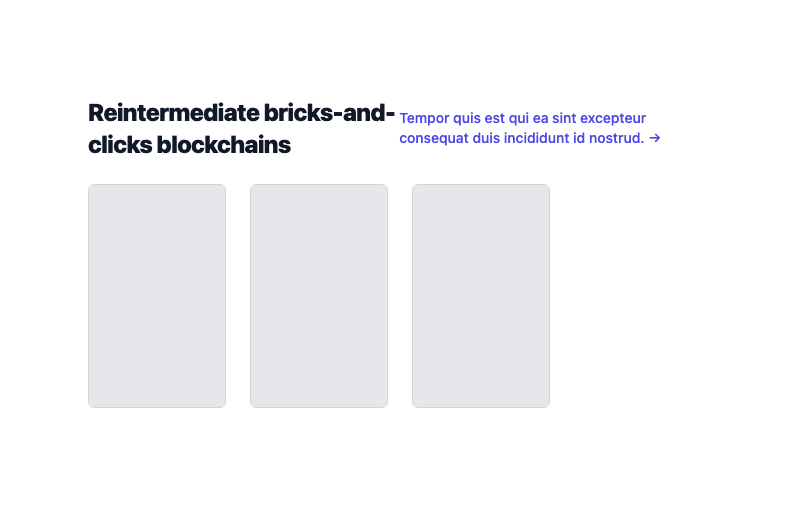 Reintermediate bricks-and-
clicks blockchains
Tempor quis est qui ea sint excepteur
consequat duis incididunt id nostrud. →